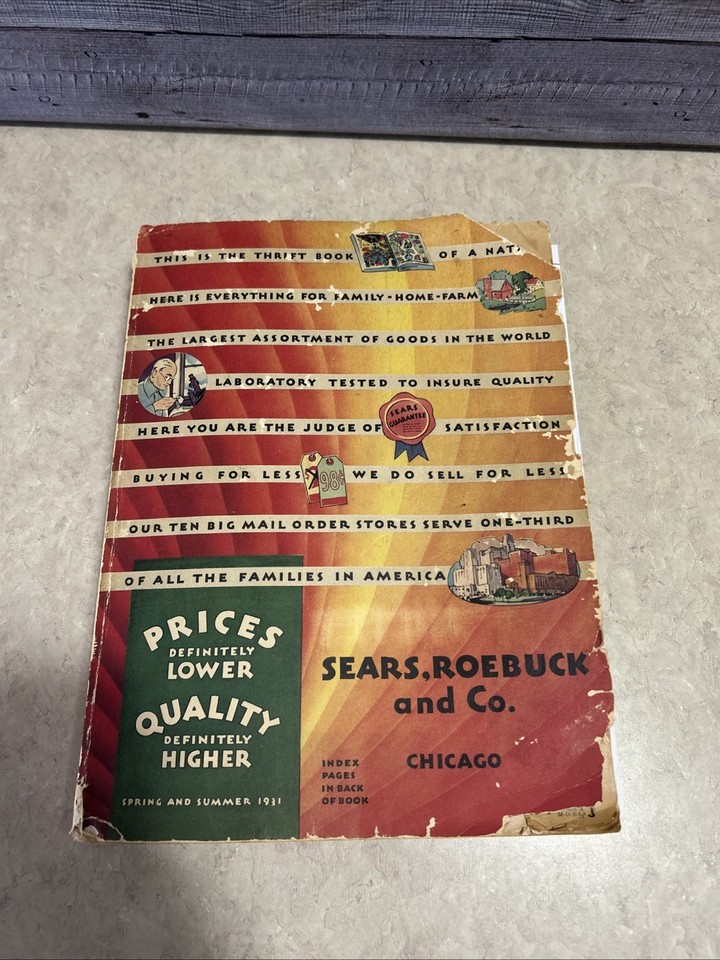 THIS IS THE THRIFT BOOK OF A NAT
HERE IS EVERYTHING FOR FAMILY-HOME-FARM
THE LARGEST ASSORTMENT OF GOODS IN THE WORLD
LABORATORY TESTED TO INSURE QUALITY
HERE YOU ARE THE JUDGE OF SATISFACTION
SEARS
GUARANTEE
BUYING FOR LESS WE DO SELL FOR LESS
98¢
OUR TEN BIG MAIL ORDER STORES SERVE ONE-THIRD
OF ALL THE FAMILIES IN AMERICA
PRICES
DEFINITELY
LOWER
QUALITY
DEFINITELY
HIGHER
SPRING AND SUMMER 1931
SEARS, ROEBUCK
and Co.
CHICAGO
INDEX
PAGES
IN BACK
OF BOOK